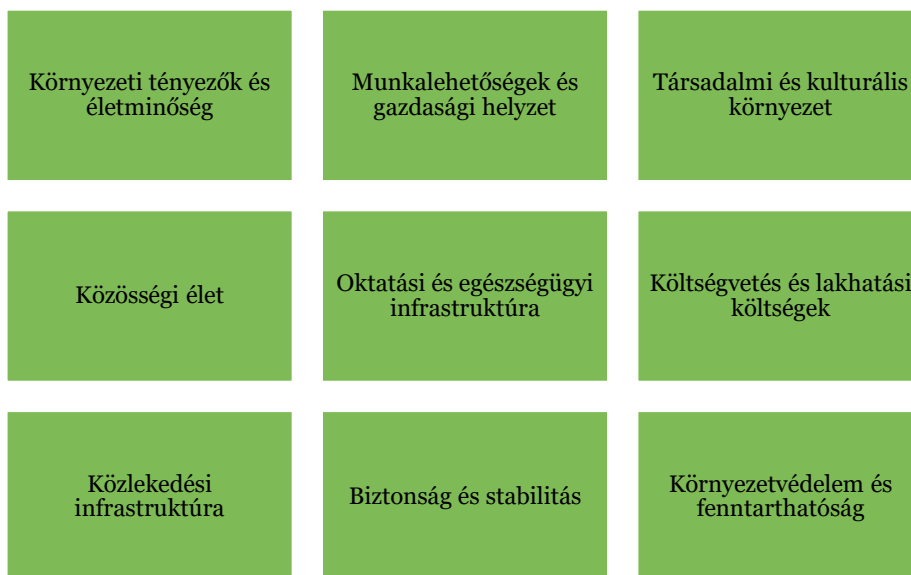 Környezeti tényezők és
életminőség
Munkalehetőségek és
gazdasági helyzet
Társadalmi és kulturális
környezet
Közösségi élet
Oktatási és egészségügyi
infrastruktúra
Költségvetés és lakhatási
költségek
Közlekedési
infrastruktúra
Biztonság és stabilitás
Környezetvédelem és
fenntarthatóság